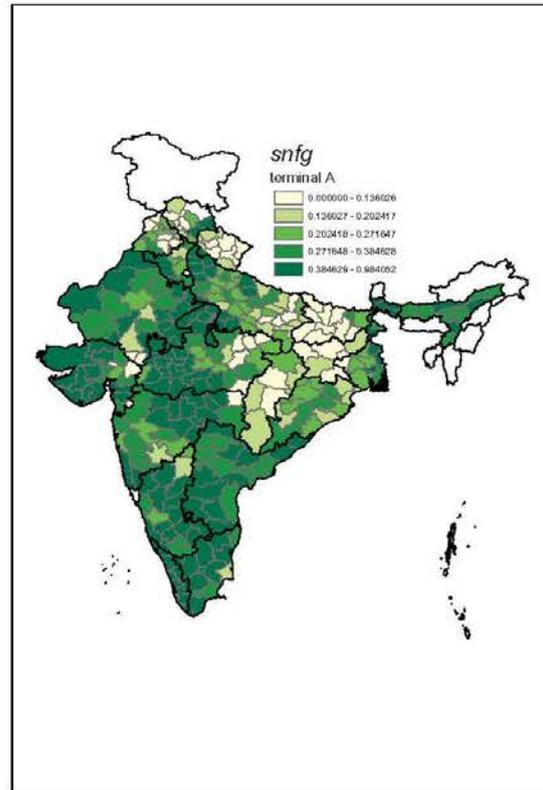 snfg
terminal A
0.000000 - 0.136026
0.136027 - 0.202417
0.202418 - 0.271647
0.271648 - 0.384628
0.384629 - 0.984052